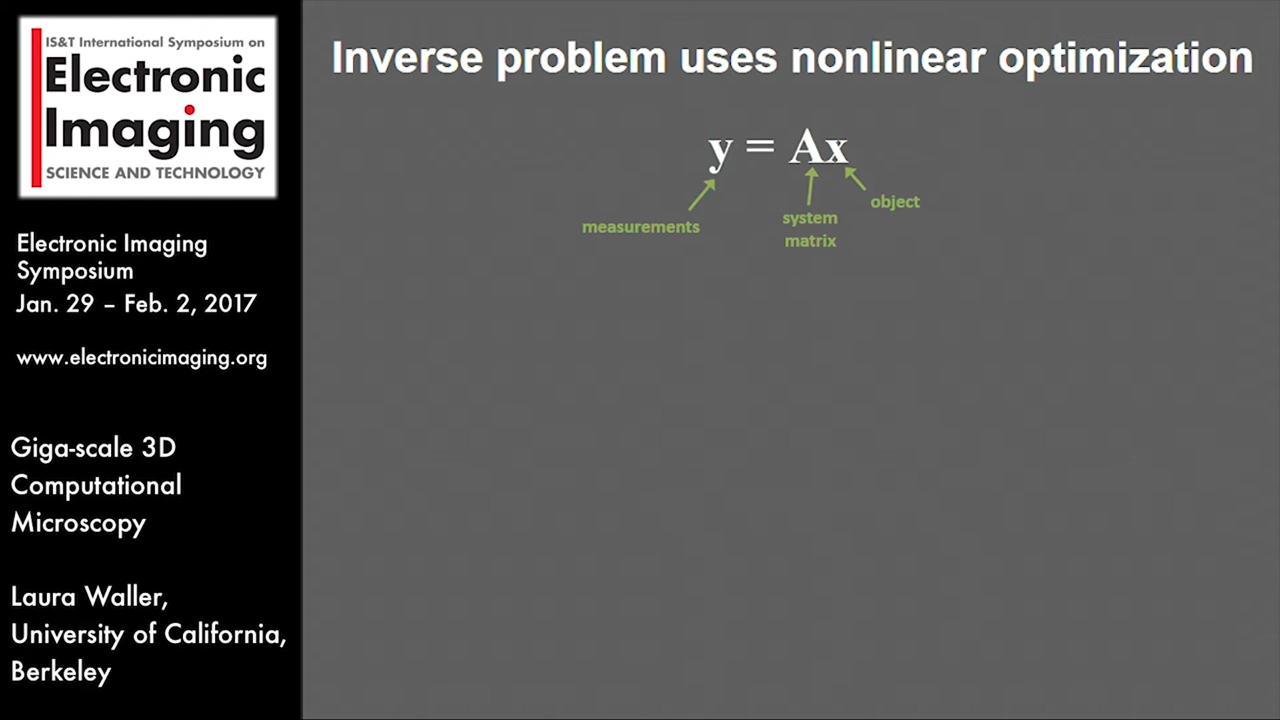 IS&T International Symposium on
Electronic
Imaging
SCIENCE AND TECHNOLOGY
Electronic Imaging
Symposium
Jan. 29 – Feb. 2, 2017
www.electronicimaging.org
Giga-scale 3D
Computational
Microscopy
Laura Waller,
University of California,
Berkeley
Inverse problem uses nonlinear optimization
y = Ax
measurements
system
matrix
object